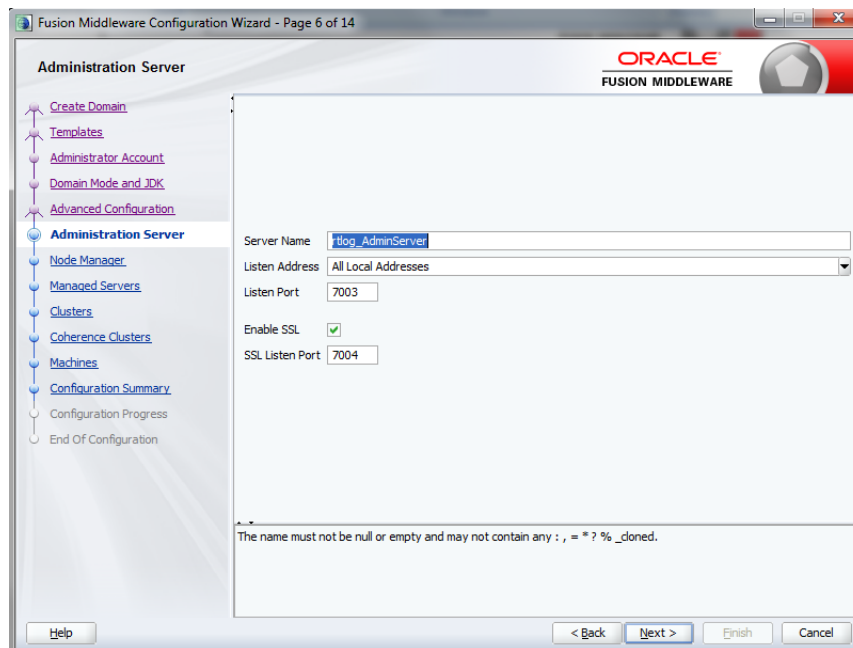 Fusion Middleware Configuration Wizard - Page 6 of 14
Administration Server
ORACLE
FUSION MIDDLEWARE
Create Domain
Templates
Administrator Account
Domain Mode and JDK
Advanced Configuration
Administration Server
Node Manager
Managed Servers
Clusters
Coherence Clusters
Machines
Configuration Summary
Configuration Progress
End Of Configuration
Server Name rtlog_AdminServer
Listen Address All Local Addresses
Listen Port 7003
Enable SSL
SSL Listen Port 7004
The name must not be null or empty and may not contain any : , = * ? % _cloned.
Help < Back Next > Finish Cancel